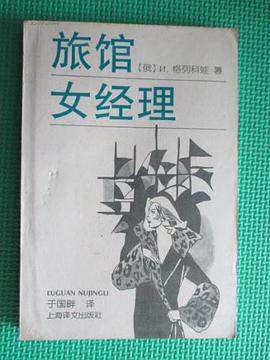 旅馆
【俄】И. 格列科娃 著
女经理
LUGUAN NUJINGLI
于国畔 译
上海译文出版社